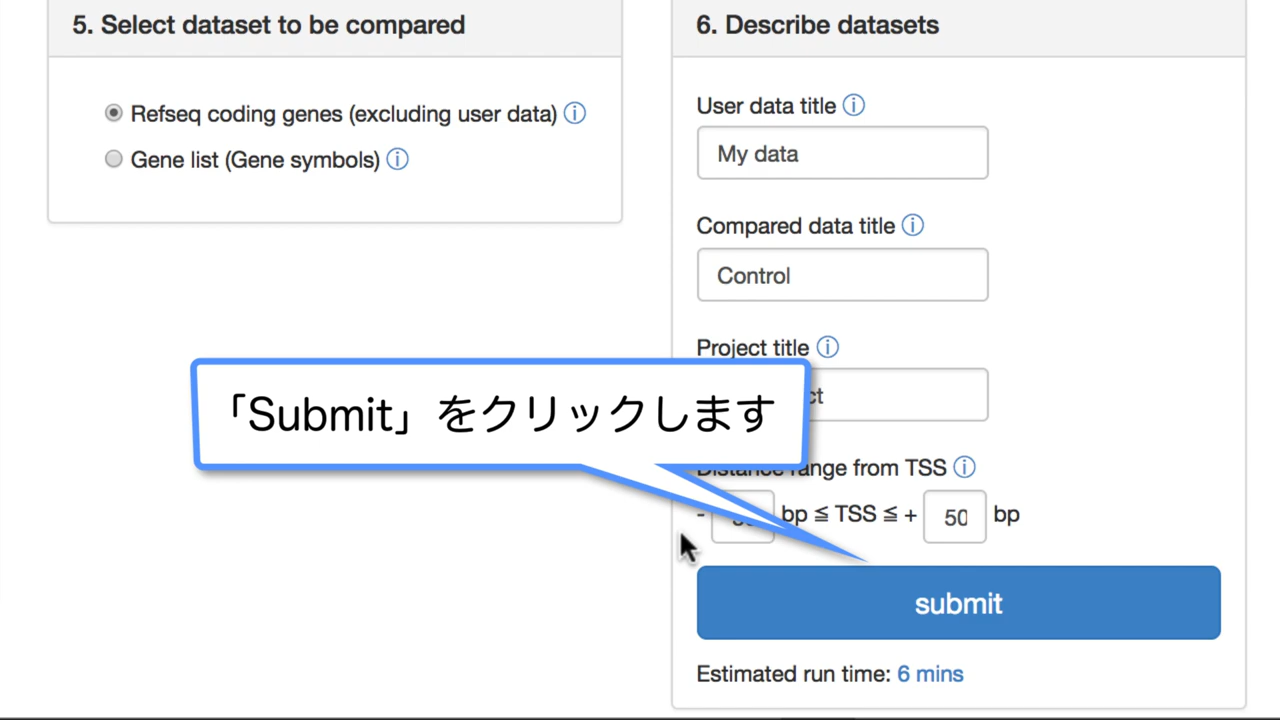 5. Select dataset to be compared
Refseq coding genes (excluding user data)
Gene list (Gene symbols)
6. Describe datasets
User data title
My data
Compared data title
Control
Project title
「Submit」をクリックします
range from TSS
- bp ≦ TSS ≦ + 50 bp
submit
Estimated run time: 6 mins